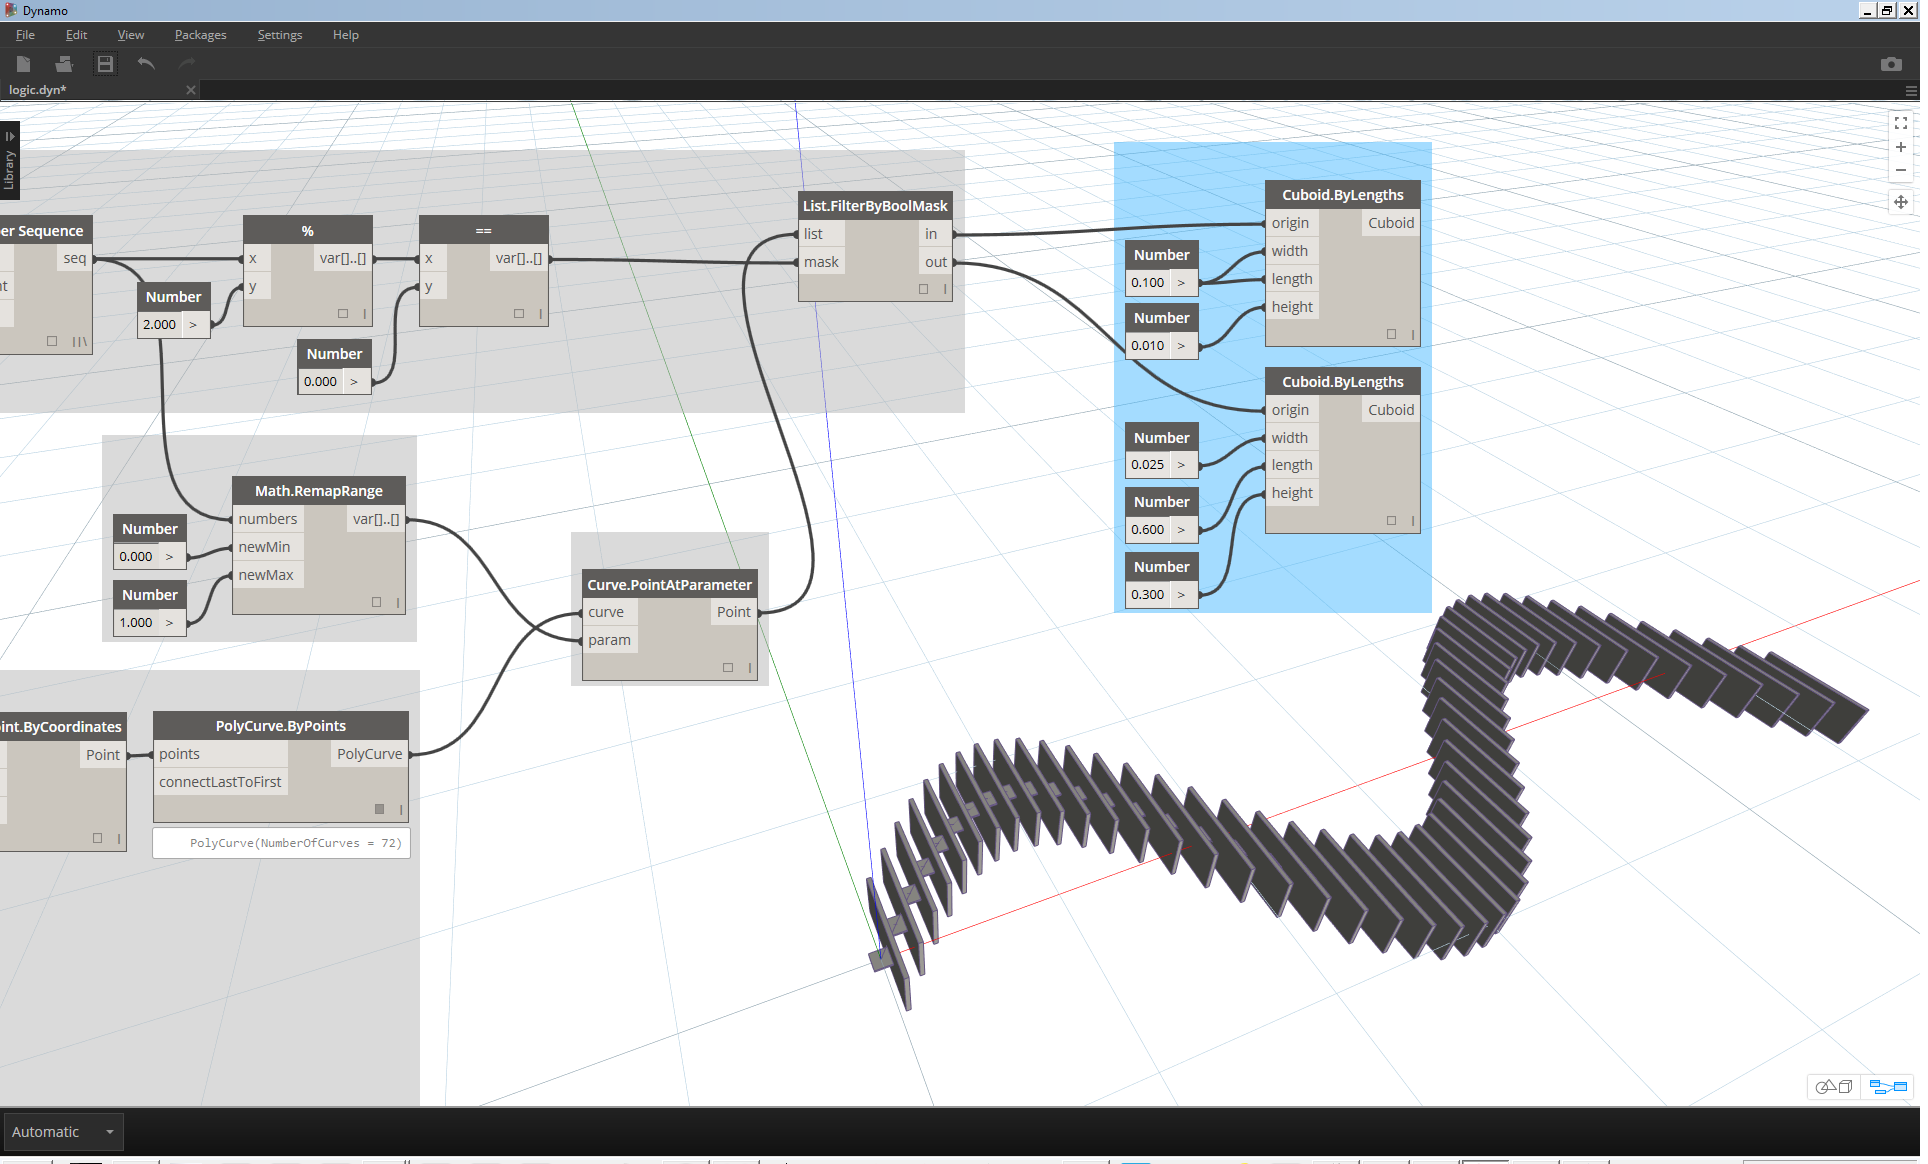 Dynamo
File Edit View Packages Settings Help
logic.dyn*
Library
er Sequence
seq
nt
Number
2.000 >
%
x var[]..[]
y
==
x var[]..[]
y
Number
0.000 >
List.FilterByBoolMask
list in
mask out
Number
0.100 >
Number
0.010 >
Cuboid.ByLengths
origin Cuboid
width
length
height
Cuboid.ByLengths
origin Cuboid
width
length
height
Number
0.025 >
Number
0.600 >
Number
0.300 >
Number
0.000 >
Number
1.000 >
Math.RemapRange
numbers var[]..[]
newMin
newMax
Curve.PointAtParameter
curve Point
param
int.ByCoordinates
Point
PolyCurve.ByPoints
points PolyCurve
connectLastToFirst
PolyCurve(NumberOfCurves = 72)
Automatic